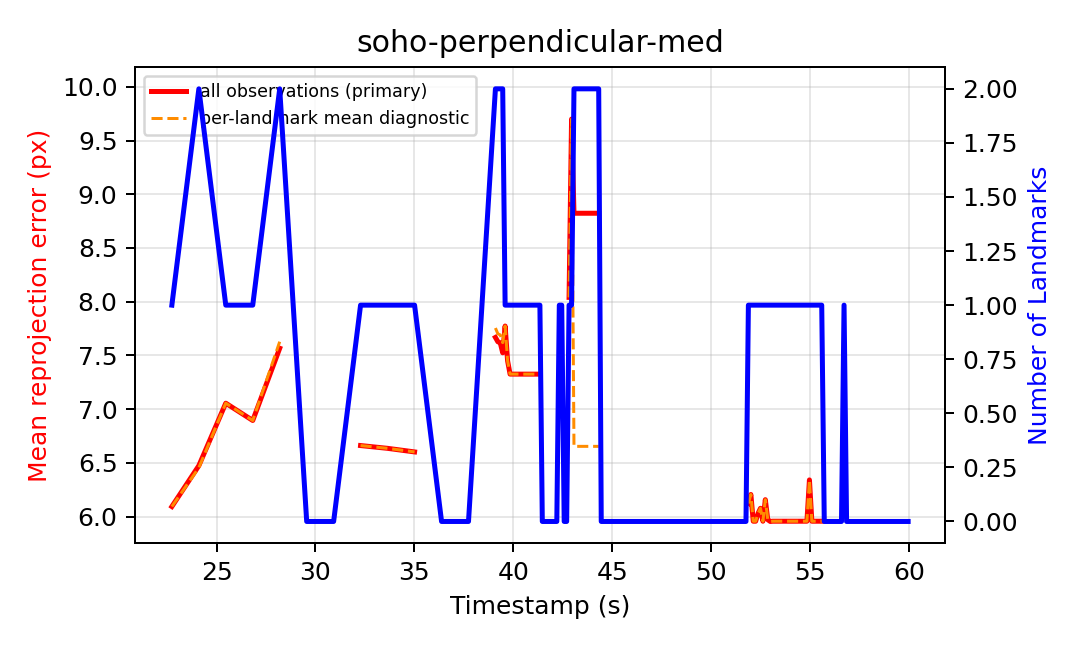 soho-perpendicular-med
all observations (primary)
per-landmark mean diagnostic
Mean reprojection error (px)
10.0
9.5
9.0
8.5
8.0
7.5
7.0
6.5
6.0
2.00
1.75
1.50
1.25
1.00
0.75
0.50
0.25
0.00
Number of Landmarks
25 30 35 40 45 50 55 60
Timestamp (s)